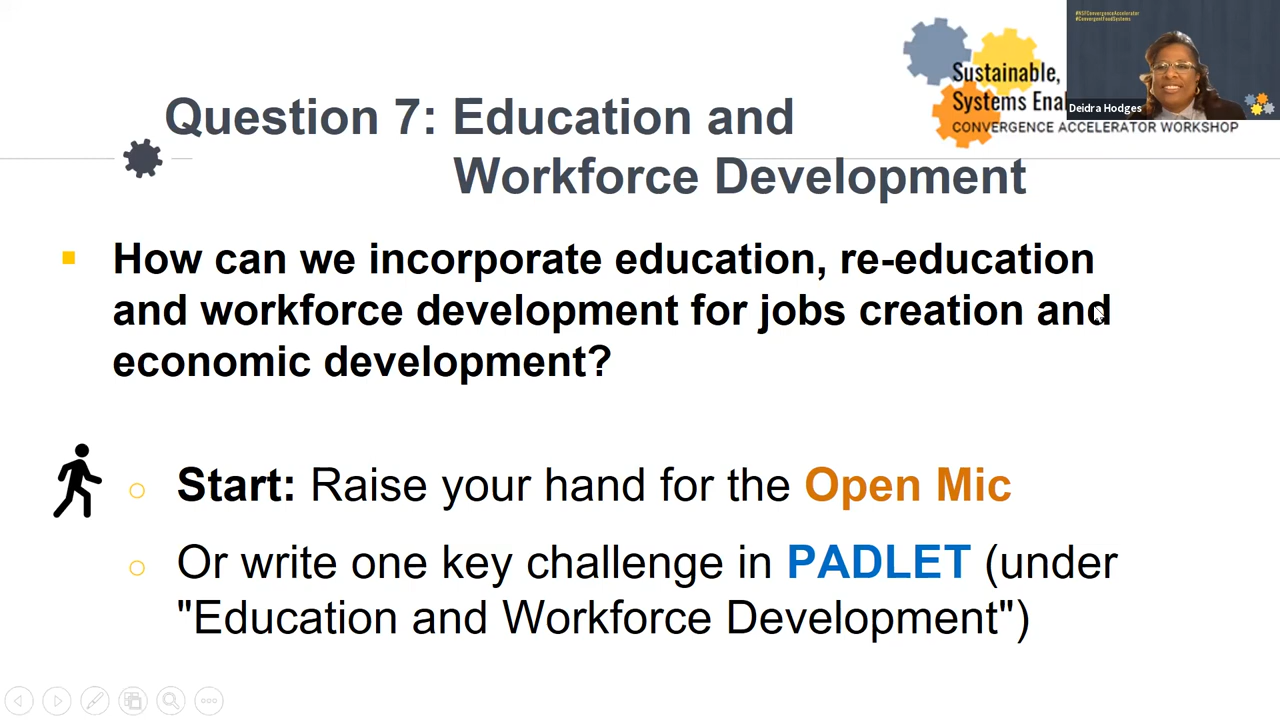 #NSFConvergenceAccelerator
#ConvergentFoodSystems
Sustainable,
Systems Ena
CONVERGENCE ACCELERATOR WORKSHOP
Deidra Hodges
Question 7: Education and
Workforce Development
How can we incorporate education, re-education
and workforce development for jobs creation and
economic development?
Start: Raise your hand for the Open Mic
Or write one key challenge in PADLET (under
"Education and Workforce Development")